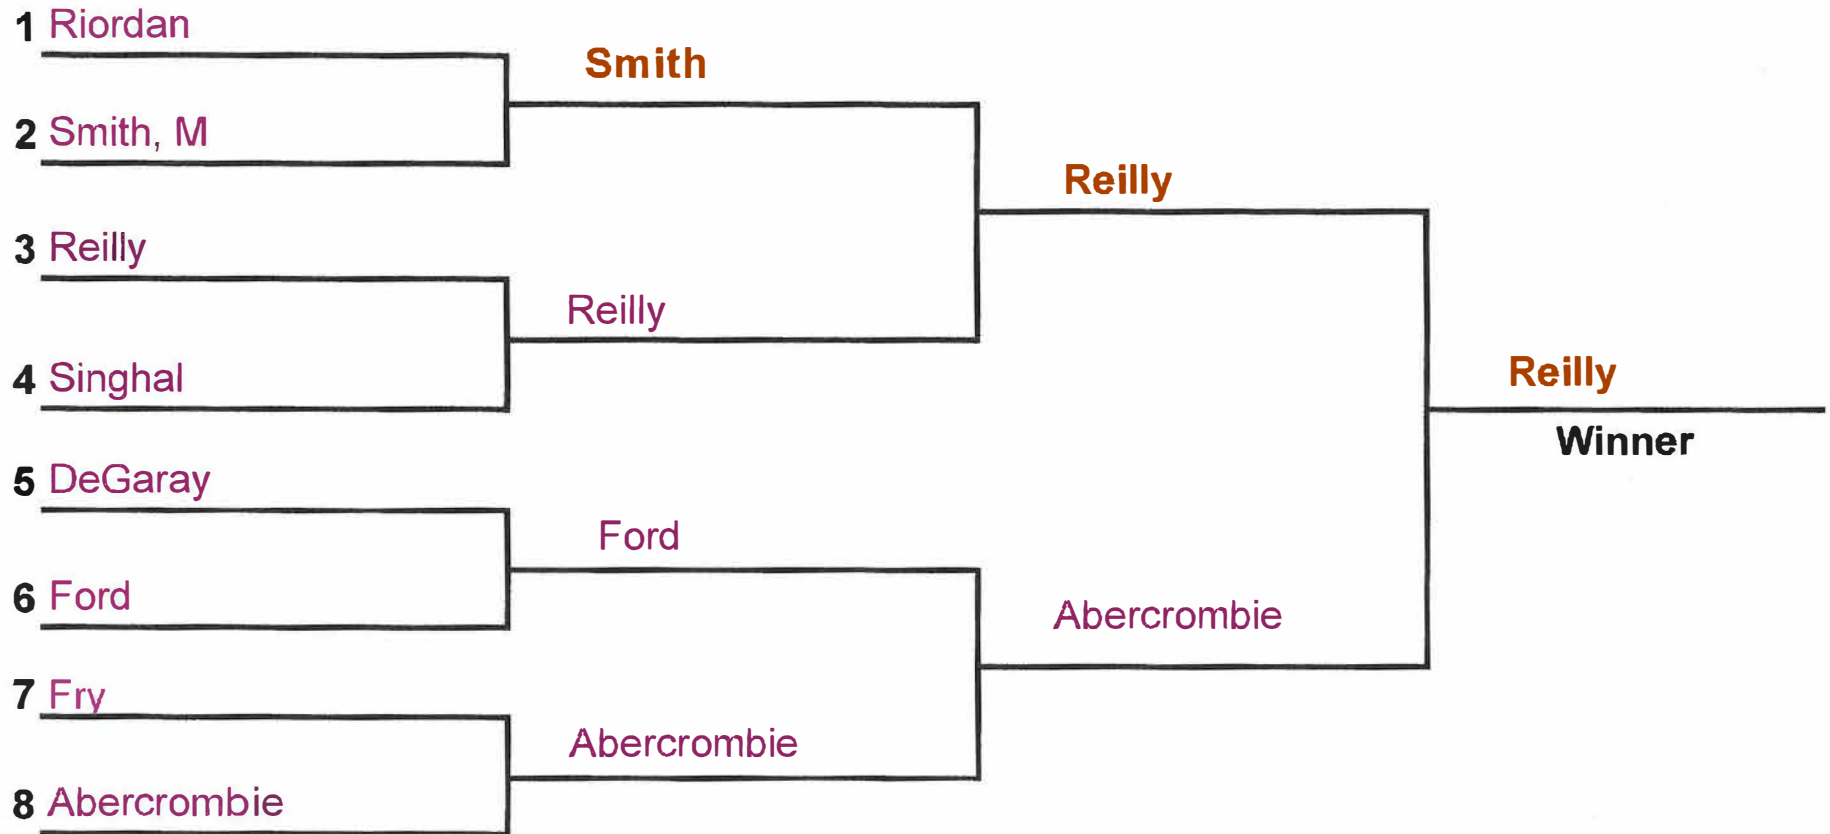 1 Riordan
Smith
2 Smith, M
Reilly
3 Reilly
Reilly
4 Singhal
Reilly
Winner
5 DeGaray
Ford
6 Ford
Abercrombie
7 Fry
Abercrombie
8 Abercrombie